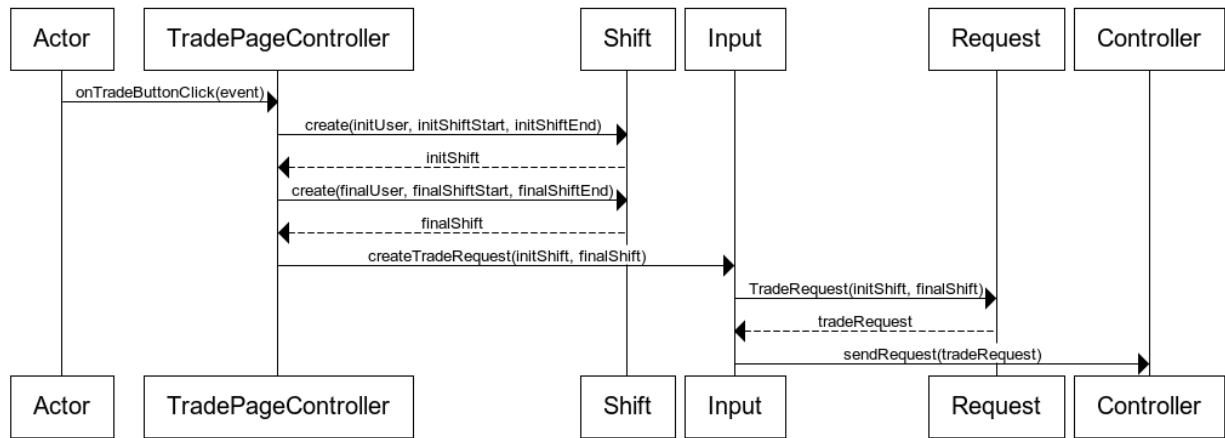 Actor
TradePageController
Shift
Input
Request
Controller
onTradeButtonClick(event)
create(initUser, initShiftStart, initShiftEnd)
initShift
create(finalUser, finalShiftStart, finalShiftEnd)
finalShift
createTradeRequest(initShift, finalShift)
TradeRequest(initShift, finalShift)
tradeRequest
sendRequest(tradeRequest)
Actor
TradePageController
Shift
Input
Request
Controller